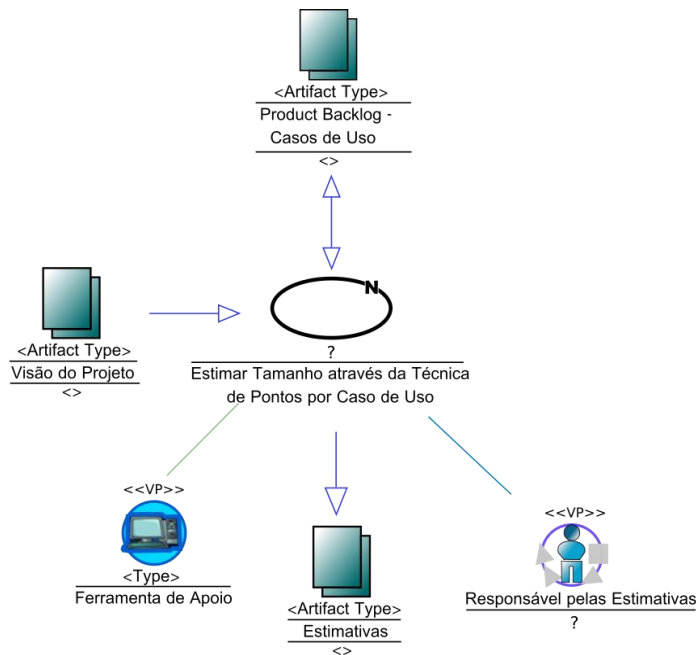 <Artifact Type>
Product Backlog -
Casos de Uso
<>
N
<Artifact Type>
Visão do Projeto
<>
?
Estimar Tamanho através da Técnica
de Pontos por Caso de Uso
<<VP>>
<Type>
Ferramenta de Apoio
<Artifact Type>
Estimativas
<>
<<VP>>
Responsável pelas Estimativas
?